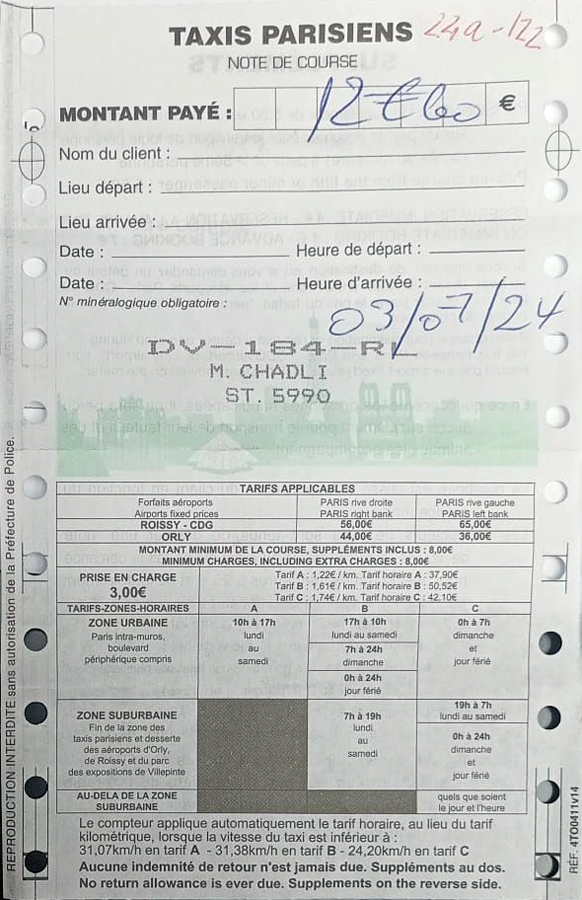 TAXIS PARISIENS 22a-122
NOTE DE COURSE
MONTANT PAYÉ : 12€60 €
Nom du client :
Lieu départ :
Lieu arrivée :
Date : Heure de départ :
Date : Heure d'arrivée :
N° minéralogique obligatoire :
03/07/24
DV-184-RL
M. CHADLI
ST. 5990
TARIFS APPLICABLES
Forfaits aéroports PARIS rive droite PARIS rive gauche
Airports fixed prices PARIS right bank PARIS left bank
ROISSY - CDG 56,00€ 65,00€
ORLY 44,00€ 36,00€
MONTANT MINIMUM DE LA COURSE, SUPPLÉMENTS INCLUS : 8,00€
MINIMUM CHARGES, INCLUDING EXTRA CHARGES : 8,00€
PRISE EN CHARGE
3,00€
Tarif A : 1,22€ / km. Tarif horaire A : 37,90€
Tarif B : 1,61€ / km. Tarif horaire B : 50,52€
Tarif C : 1,74€ / km. Tarif horaire C : 42,10€
TARIFS-ZONES-HORAIRES A B C
ZONE URBAINE
Paris intra-muros,
boulevard
périphérique compris
10h à 17h
lundi
au
samedi
17h à 10h
lundi au samedi
7h à 24h
dimanche
0h à 24h
jour férié
0h à 7h
dimanche
et
jour férié
ZONE SUBURBAINE
Fin de la zone des
taxis parisiens et desserte
des aéroports d'Orly,
de Roissy et du parc
des expositions de Villepinte
7h à 19h
lundi
au
samedi
19h à 7h
lundi au samedi
0h à 24h
dimanche
et
jour férié
AU-DELA DE LA ZONE
SUBURBAINE
quels que soient
le jour et l'heure
Le compteur applique automatiquement le tarif horaire, au lieu du tarif
kilométrique, lorsque la vitesse du taxi est inférieur à :
31,07km/h en tarif A - 31,38km/h en tarif B - 24,20km/h en tarif C
Aucune indemnité de retour n'est jamais due. Suppléments au dos.
No return allowance is ever due. Supplements on the reverse side.
REPRODUCTION INTERDITE sans autorisation de la Préfecture de Police.
RÉF. 4TO0411v14